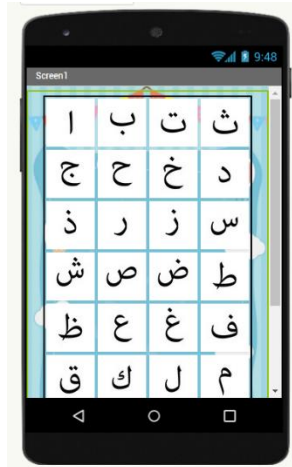 9:48
Screen1
ا ب ت ث
ج ح خ د
ذ ر ز س
ش ص ض ط
ظ ع غ ف
ق ك ل م